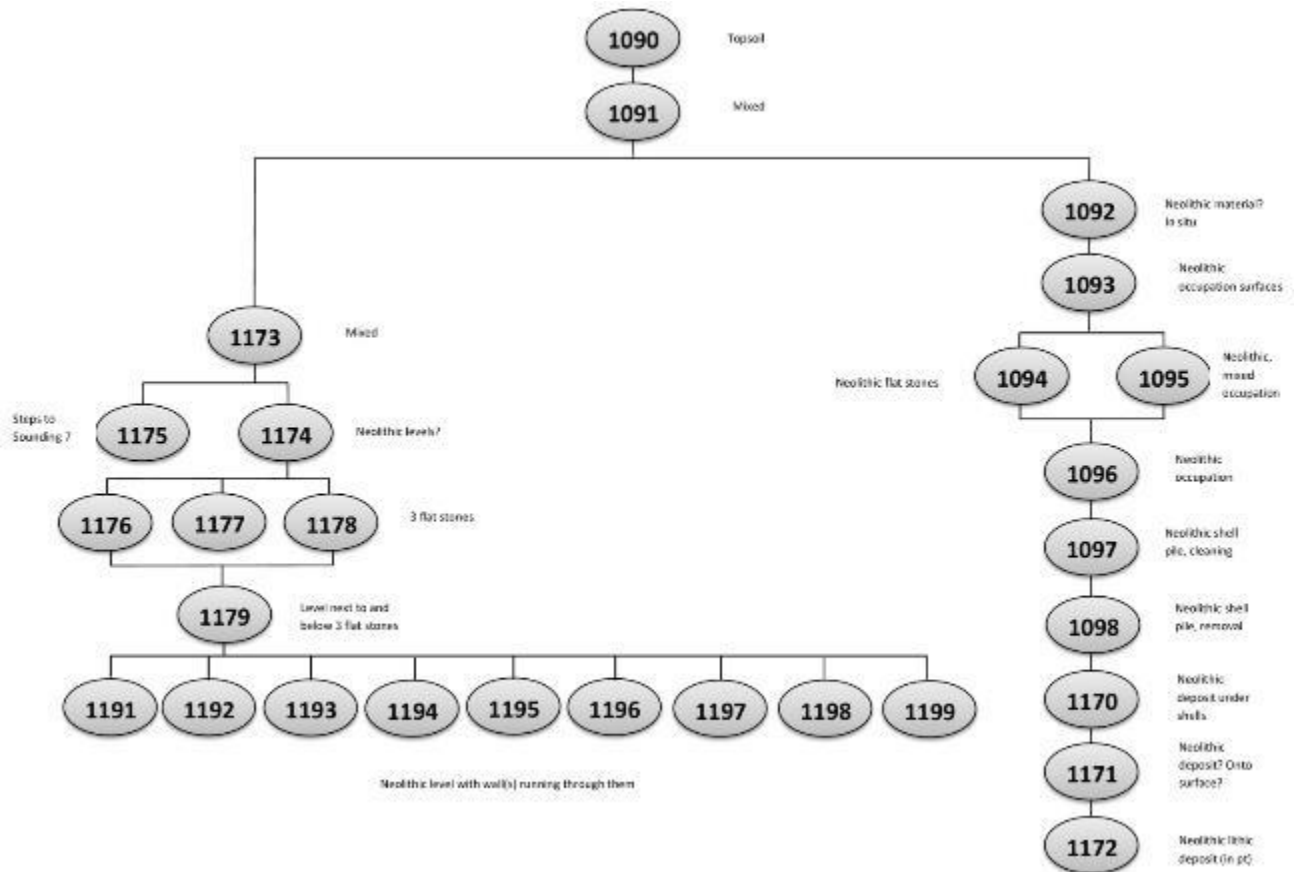 1090
Topsoil
1091
Mixed
1092
Neolithic material?
In situ
1093
Neolithic
occupation surfaces
1173
Mixed
Neolithic flat stones
1094
1095
Neolithic,
mixed
occupation
Steps to
Sounding 7
1175
1174
Neolithic levels?
1096
Neolithic
occupation
1176
1177
1178
3 flat stones
1097
Neolithic shell
pile, cleaning
1179
Level next to and
below 3 flat stones
1098
Neolithic shell
pile, removal
1191
1192
1193
1194
1195
1196
1197
1198
1199
1170
Neolithic
deposit under
shells
Neolithic level with wall(s) running through them
1171
Neolithic
deposit? Onto
surface?
1172
Neolithic lithic
deposit (in pt)